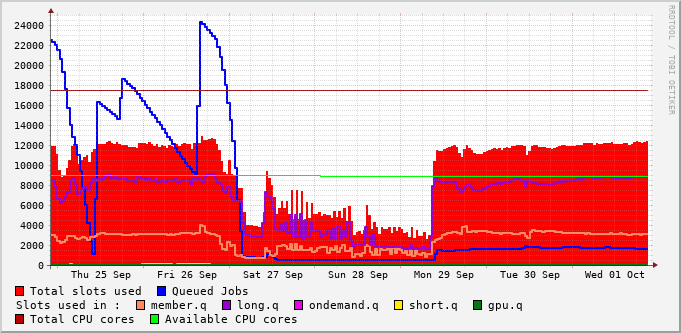 24000
22000
20000
18000
16000
14000
12000
10000
8000
6000
4000
2000
0
Thu 25 Sep Fri 26 Sep Sat 27 Sep Sun 28 Sep Mon 29 Sep Tue 30 Sep Wed 01 Oct
Total slots used Queued Jobs
Slots used in : member.q long.q ondemand.q short.q gpu.q
Total CPU cores Available CPU cores
RRDTOOL / TOBI OETIKER